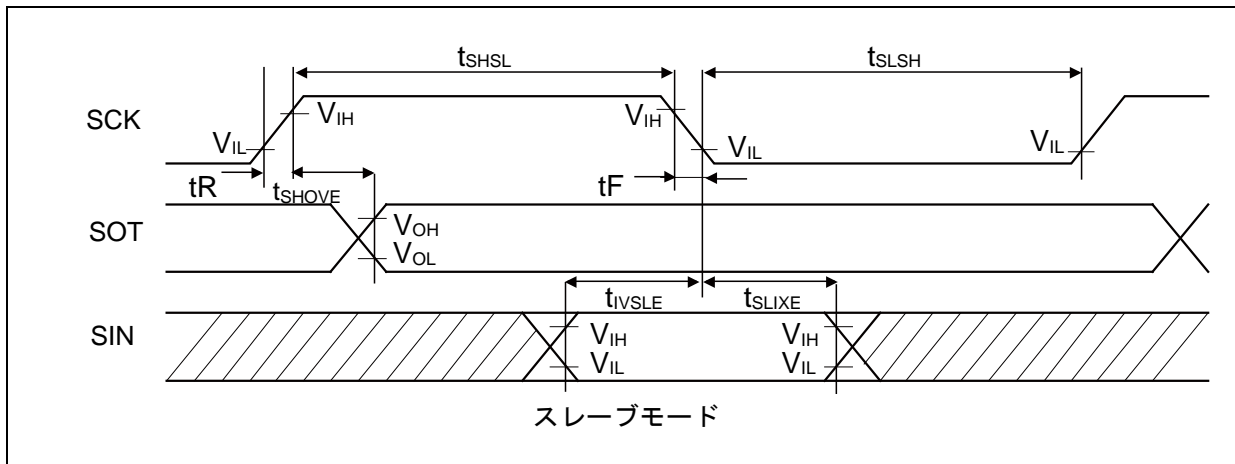 tSHSL
tSLSH
SCK
VIH
VIH
VIL
VIL
VIL
tR
tSHOVE
tF
SOT
VOH
VOL
tIVSLE
tSLIXE
SIN
VIH
VIH
VIL
VIL
スレーブモード